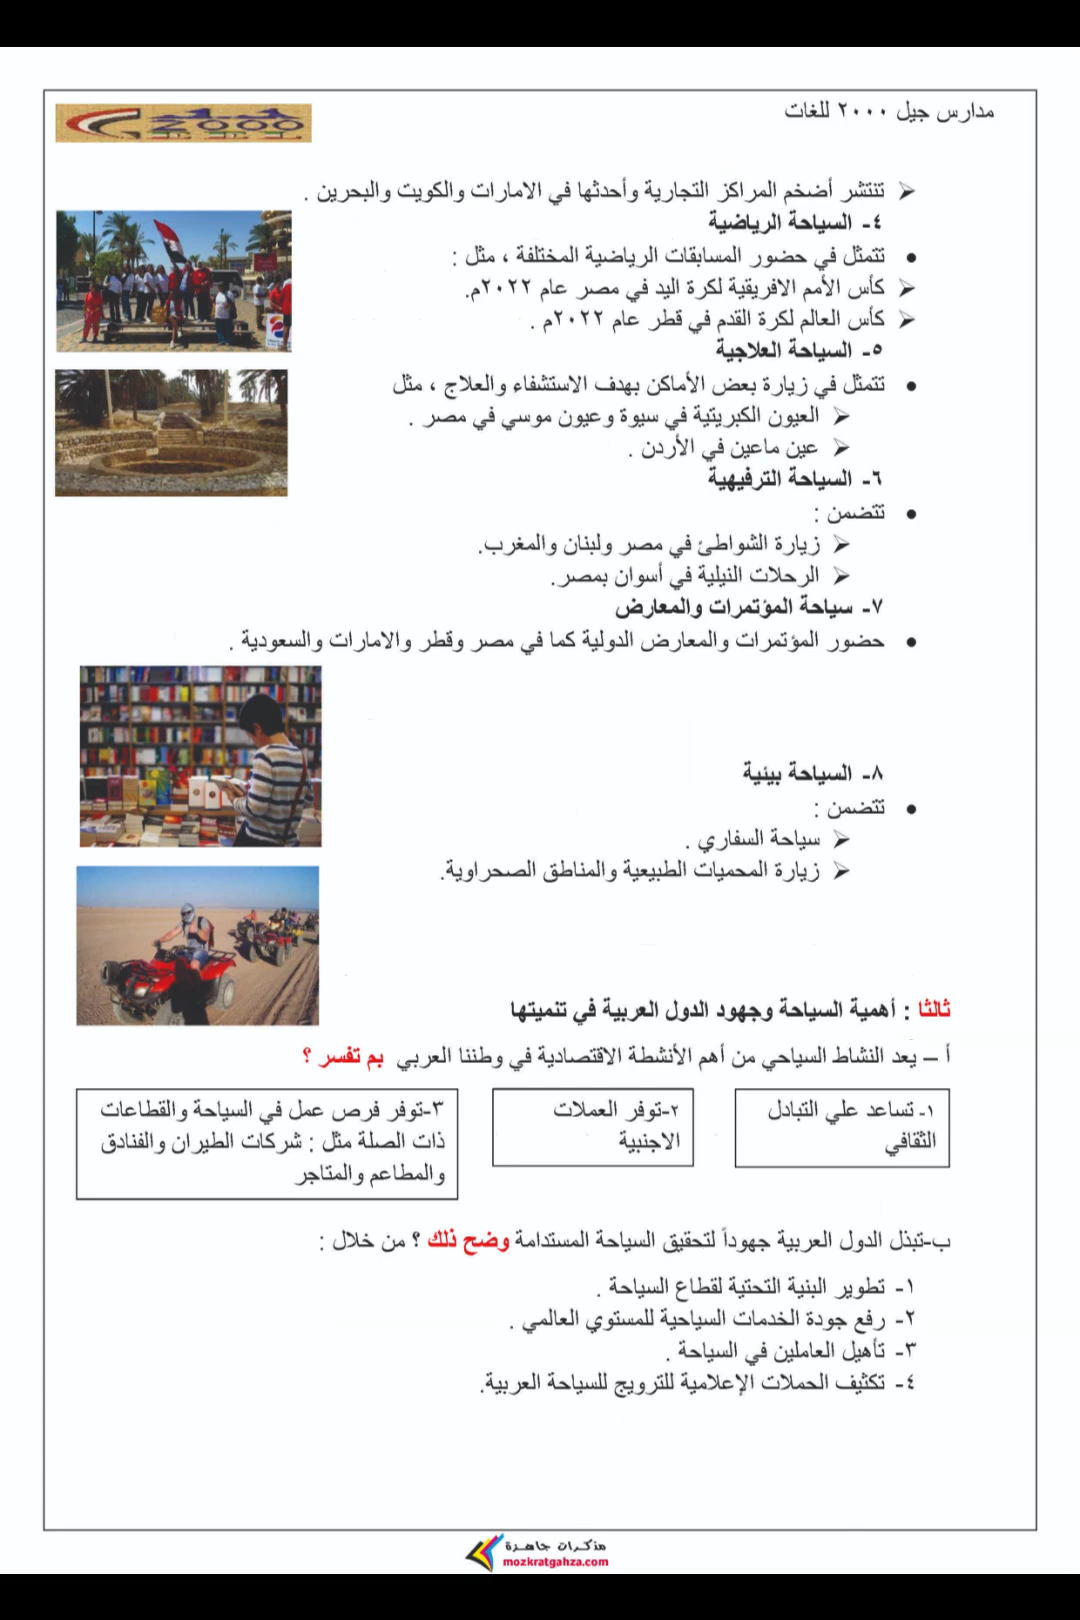 مدارس جيل ٢٠٠٠ للغات
2000
تنتشر أضخم المراكز التجارية وأحدثها في الامارات والكويت والبحرين .
٤- السياحة الرياضية
تتمثل في حضور المسابقات الرياضية المختلفة ، مثل :
كأس الأمم الافريقية لكرة اليد في مصر عام ٢٠٢٢م.
كأس العالم لكرة القدم في قطر عام ٢٠٢٢م .
٥- السياحة العلاجية
تتمثل في زيارة بعض الأماكن بهدف الاستشفاء والعلاج ، مثل
العيون الكبريتية في سيوة وعيون موسي في مصر .
عين ماعين في الأردن .
٦- السياحة الترفيهية
تتضمن :
زيارة الشواطئ في مصر ولبنان والمغرب.
الرحلات النيلية في أسوان بمصر.
٧- سياحة المؤتمرات والمعارض
حضور المؤتمرات والمعارض الدولية كما في مصر وقطر والامارات والسعودية .
٨- السياحة بيئية
تتضمن :
سياحة السفاري .
زيارة المحميات الطبيعية والمناطق الصحراوية.
ثالثا : أهمية السياحة وجهود الدول العربية في تنميتها
أ – يعد النشاط السياحي من أهم الأنشطة الاقتصادية في وطننا العربي بم تفسر ؟
١- تساعد علي التبادل
الثقافي
٢-توفر العملات
الاجنبية
٣-توفر فرص عمل في السياحة والقطاعات
ذات الصلة مثل : شركات الطيران والفنادق
والمطاعم والمتاجر
ب-تبذل الدول العربية جهوداً لتحقيق السياحة المستدامة وضح ذلك ؟ من خلال :
١- تطوير البنية التحتية لقطاع السياحة .
٢- رفع جودة الخدمات السياحية للمستوي العالمي .
٣- تأهيل العاملين في السياحة .
٤- تكثيف الحملات الإعلامية للترويج للسياحة العربية.
مذكرات جاهزة
mozkratgahza.com